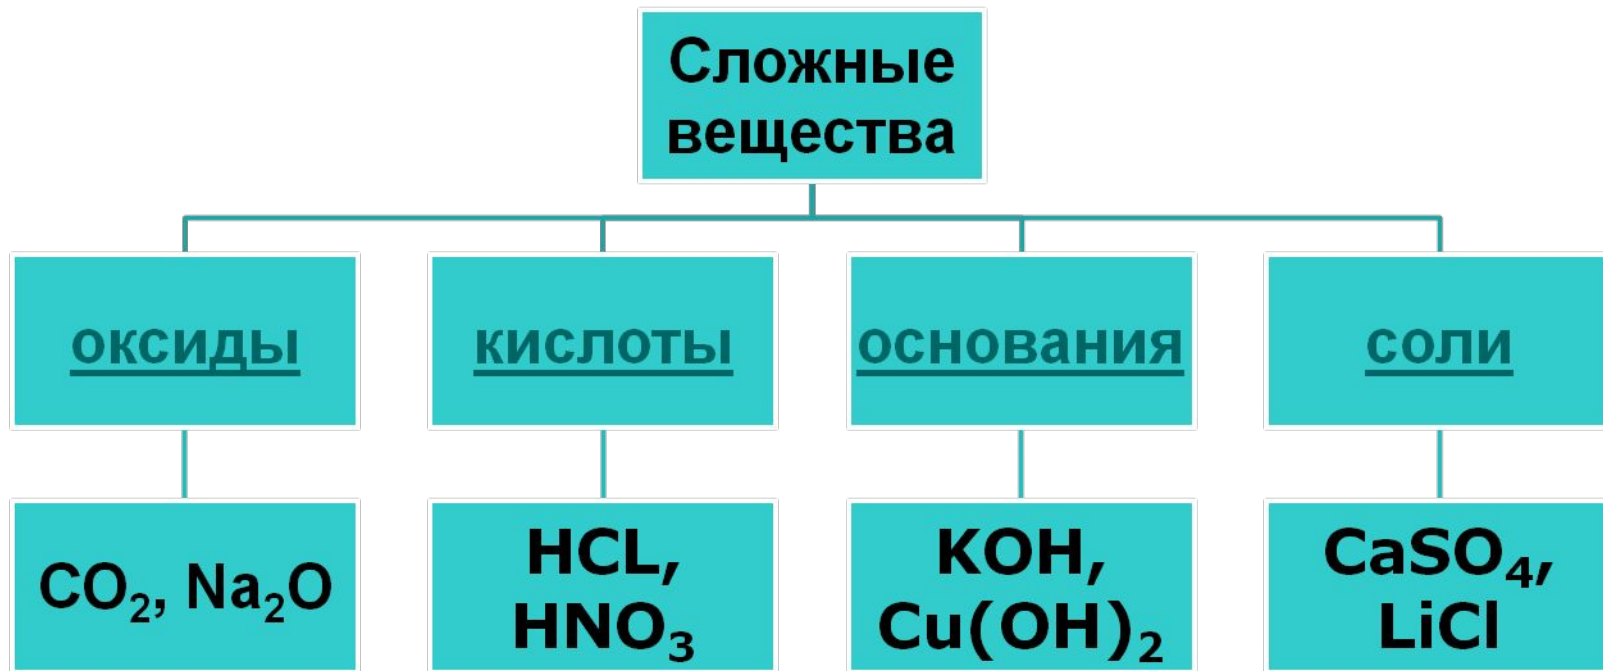 Сложные
вещества
оксиды
кислоты
основания
соли
CO₂, Na₂O
HCL,
HNO₃
KOH,
Cu(OH)₂
CaSO₄,
LiCl